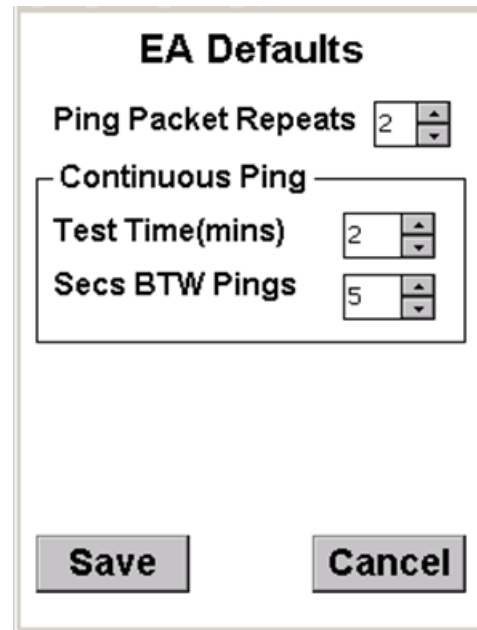 EA Defaults
Ping Packet Repeats 2
Continuous Ping
Test Time(mins) 2
Secs BTW Pings 5
Save Cancel